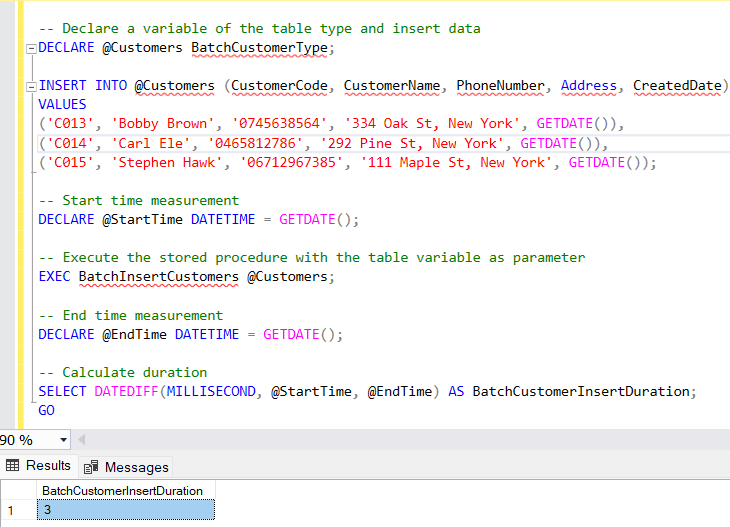 -- Declare a variable of the table type and insert data
DECLARE @Customers BatchCustomerType;
INSERT INTO @Customers (CustomerCode, CustomerName, PhoneNumber, Address, CreatedDate)
VALUES
('C013', 'Bobby Brown', '0745638564', '334 Oak St, New York', GETDATE()),
('C014', 'Carl Ele', '0465812786', '292 Pine St, New York', GETDATE()),
('C015', 'Stephen Hawk', '06712967385', '111 Maple St, New York', GETDATE());
-- Start time measurement
DECLARE @StartTime DATETIME = GETDATE();
-- Execute the stored procedure with the table variable as parameter
EXEC BatchInsertCustomers @Customers;
-- End time measurement
DECLARE @EndTime DATETIME = GETDATE();
-- Calculate duration
SELECT DATEDIFF(MILLISECOND, @StartTime, @EndTime) AS BatchCustomerInsertDuration;
GO
90 %
Results Messages
BatchCustomerInsertDuration
1 3